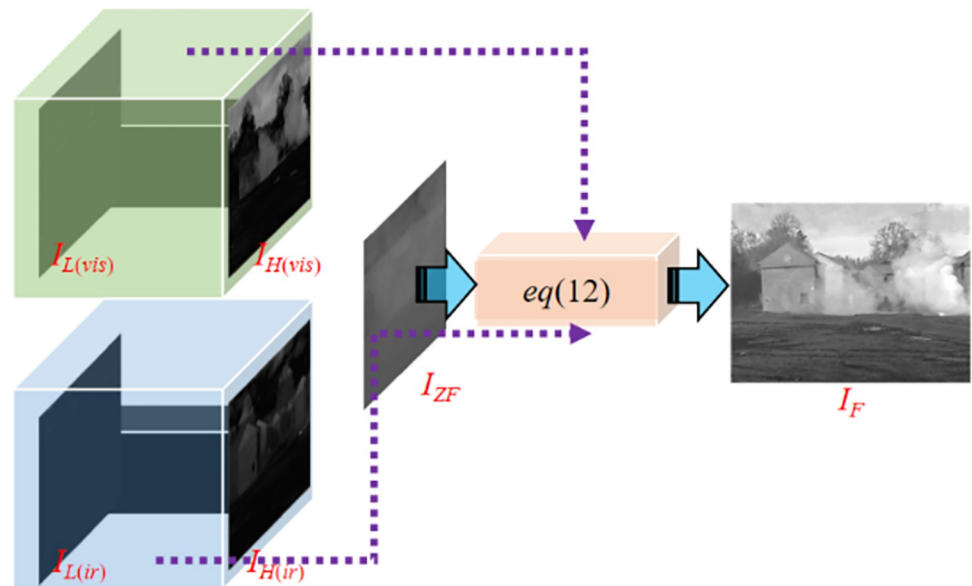 I_L(vis)
I_H(vis)
eq(12)
I_ZF
I_F
I_L(ir)
I_H(ir)